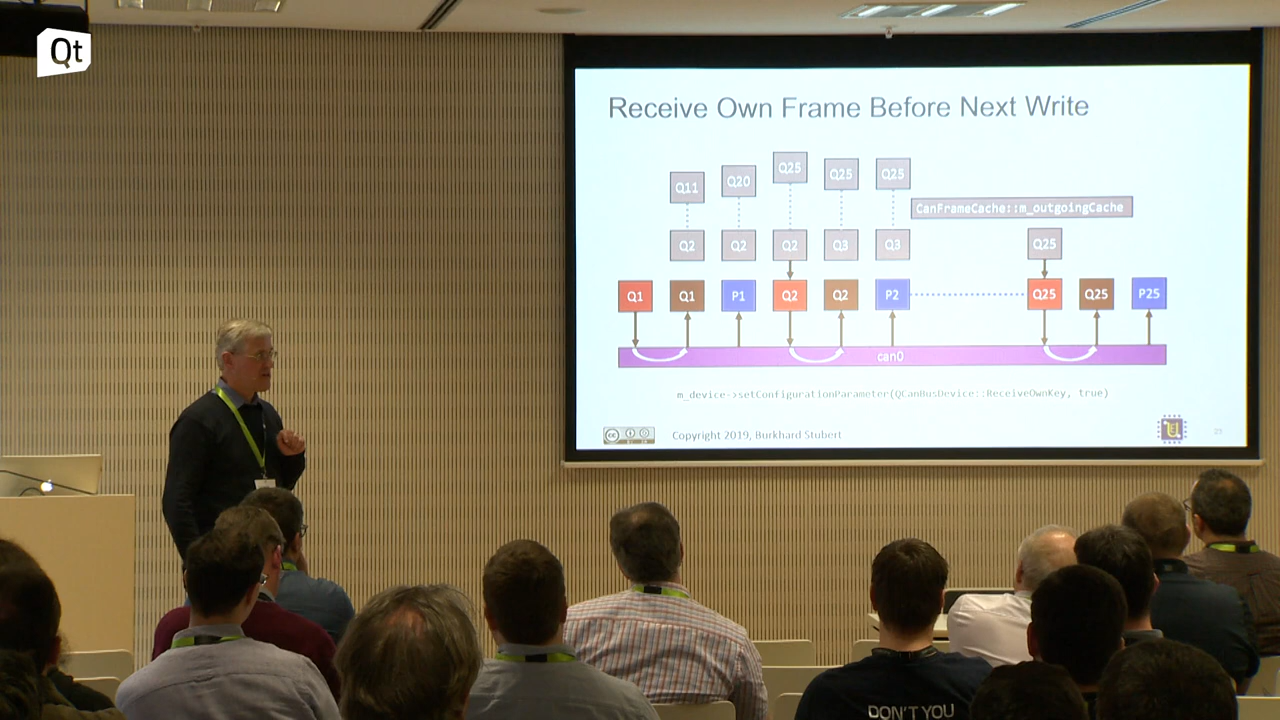 Qt
Receive Own Frame Before Next Write
Q11 Q20 Q25 Q25 Q25
CanFrameCache::m_outgoingCache
Q2 Q2 Q2 Q3 Q3 Q25
Q1 Q1 P1 Q2 Q2 P2 Q25 Q25 P25
can0
m_device->setConfigurationParameter(QCanBusDevice::ReceiveOwnKey, true)
Copyright 2019, Burkhard Stubert
DON'T YOU